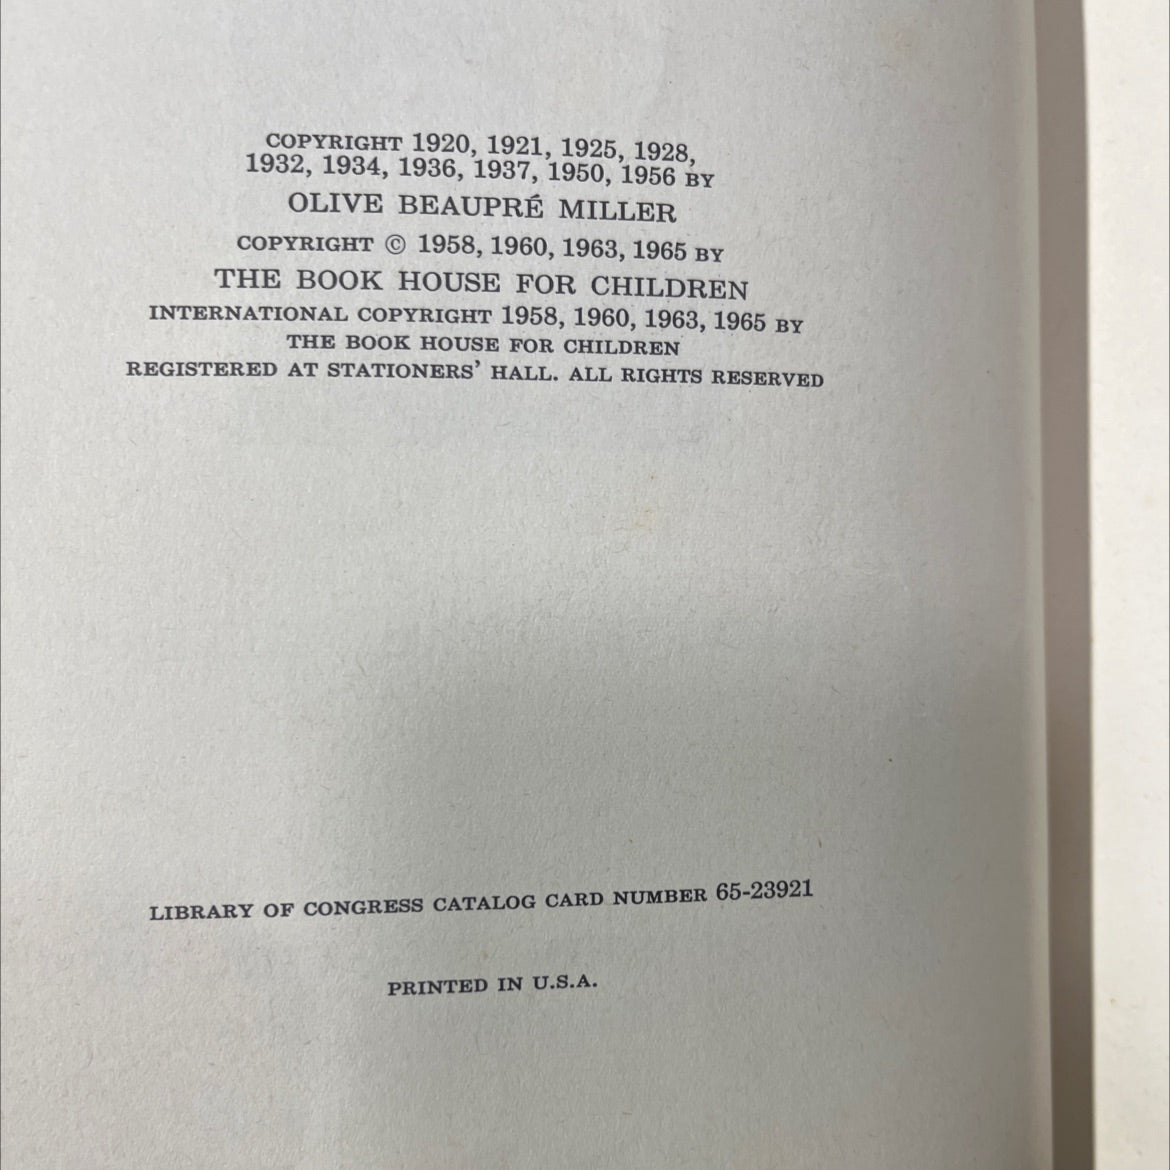 COPYRIGHT 1920, 1921, 1925, 1928,
1932, 1934, 1936, 1937, 1950, 1956 BY
OLIVE BEAUPRÉ MILLER
COPYRIGHT © 1958, 1960, 1963, 1965 BY
THE BOOK HOUSE FOR CHILDREN
INTERNATIONAL COPYRIGHT 1958, 1960, 1963, 1965 BY
THE BOOK HOUSE FOR CHILDREN
REGISTERED AT STATIONERS' HALL. ALL RIGHTS RESERVED
LIBRARY OF CONGRESS CATALOG CARD NUMBER 65-23921
PRINTED IN U.S.A.